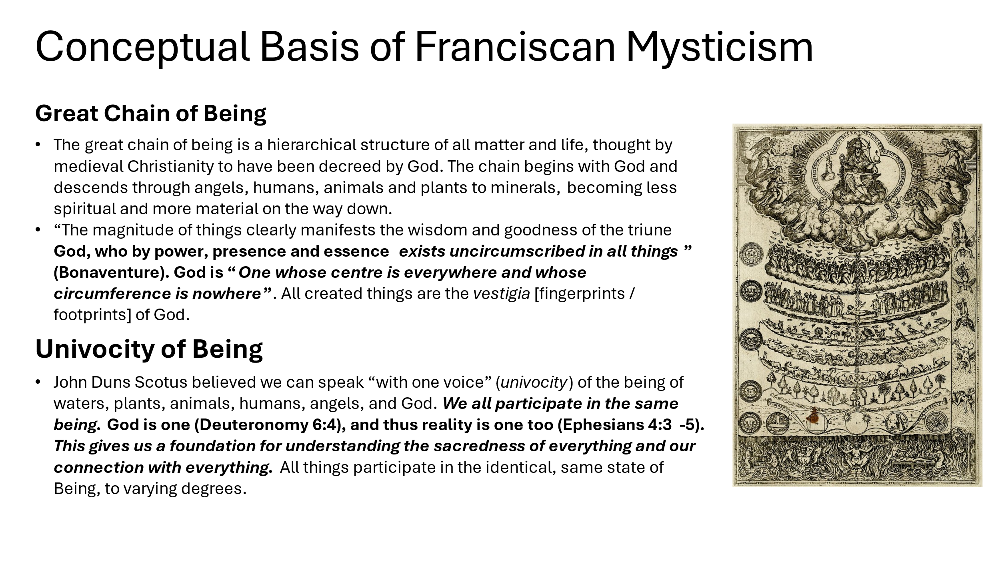 Conceptual Basis of Franciscan Mysticism
Great Chain of Being
• The great chain of being is a hierarchical structure of all matter and life, thought by
medieval Christianity to have been decreed by God. The chain begins with God and
descends through angels, humans, animals and plants to minerals, becoming less
spiritual and more material on the way down.
• “The magnitude of things clearly manifests the wisdom and goodness of the triune
God, who by power, presence and essence exists uncircumscribed in all things ”
(Bonaventure). God is “ One whose centre is everywhere and whose
circumference is nowhere ”. All created things are the vestigia [fingerprints /
footprints] of God.
Univocity of Being
• John Duns Scotus believed we can speak “with one voice” (univocity) of the being of
waters, plants, animals, humans, angels, and God. We all participate in the same
being. God is one (Deuteronomy 6:4), and thus reality is one too (Ephesians 4:3 -5).
This gives us a foundation for understanding the sacredness of everything and our
connection with everything. All things participate in the identical, same state of
Being, to varying degrees.